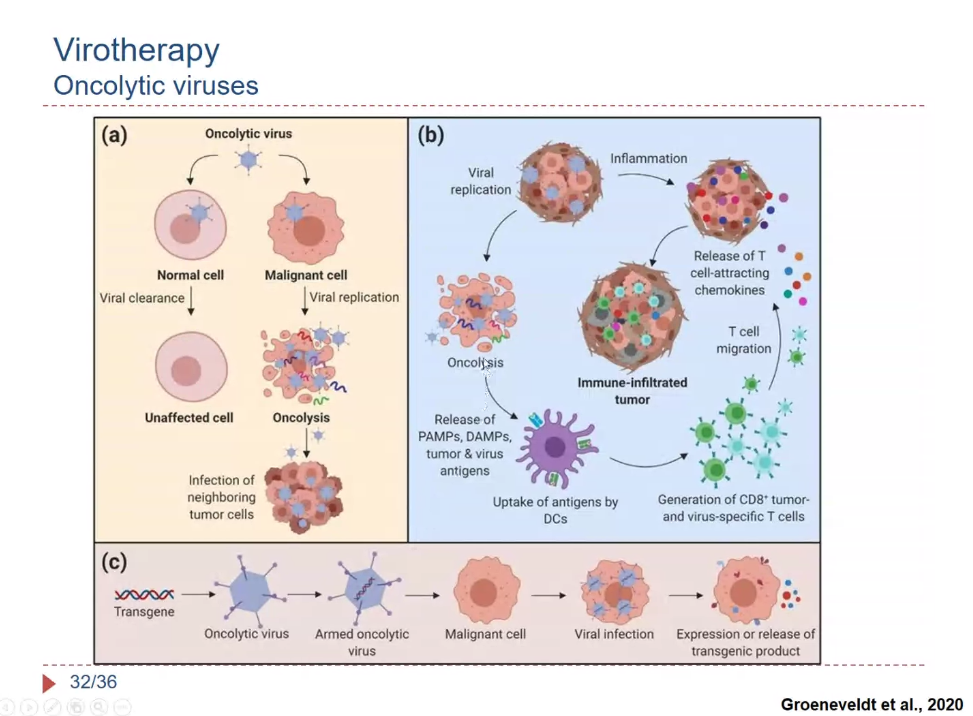 Virotherapy
Oncolytic viruses
(a)
Oncolytic virus
Normal cell
Malignant cell
Viral clearance
Viral replication
Unaffected cell
Oncolysis
Infection of
neighboring
tumor cells
(b)
Viral
replication
Inflammation
Release of T
cell-attracting
chemokines
Oncolysis
T cell
migration
Immune-infiltrated
tumor
Release of
PAMPs, DAMPs,
tumor & virus
antigens
Uptake of antigens by
DCs
Generation of CD8⁺ tumor-
and virus-specific T cells
(c)
Transgene
Oncolytic virus
Armed oncolytic
virus
Malignant cell
Viral infection
Expression or release of
transgenic product
32/36
Groeneveldt et al., 2020